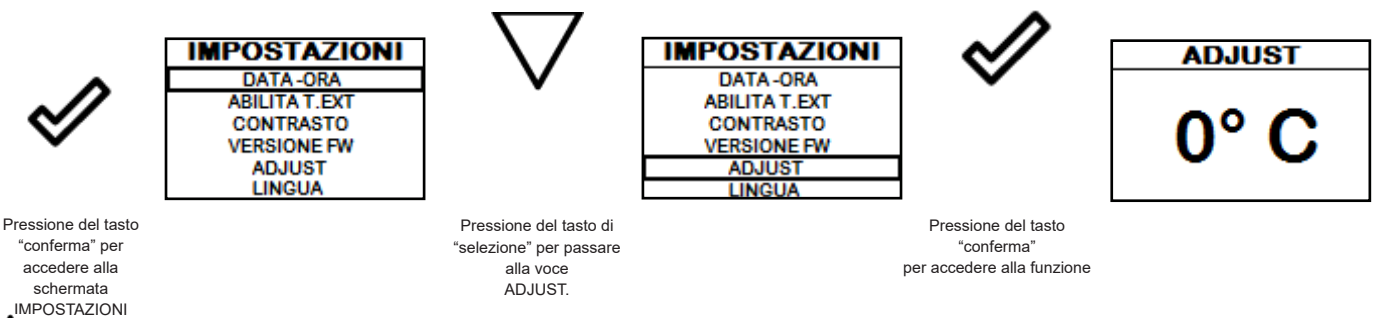 IMPOSTAZIONI
DATA -ORA
ABILITA T.EXT
CONTRASTO
VERSIONE FW
ADJUST
LINGUA
IMPOSTAZIONI
DATA -ORA
ABILITA T.EXT
CONTRASTO
VERSIONE FW
ADJUST
LINGUA
ADJUST
0° C
Pressione del tasto
“conferma” per
accedere alla
schermata
IMPOSTAZIONI
Pressione del tasto di
“selezione” per passare
alla voce
ADJUST.
Pressione del tasto
“conferma”
per accedere alla funzione